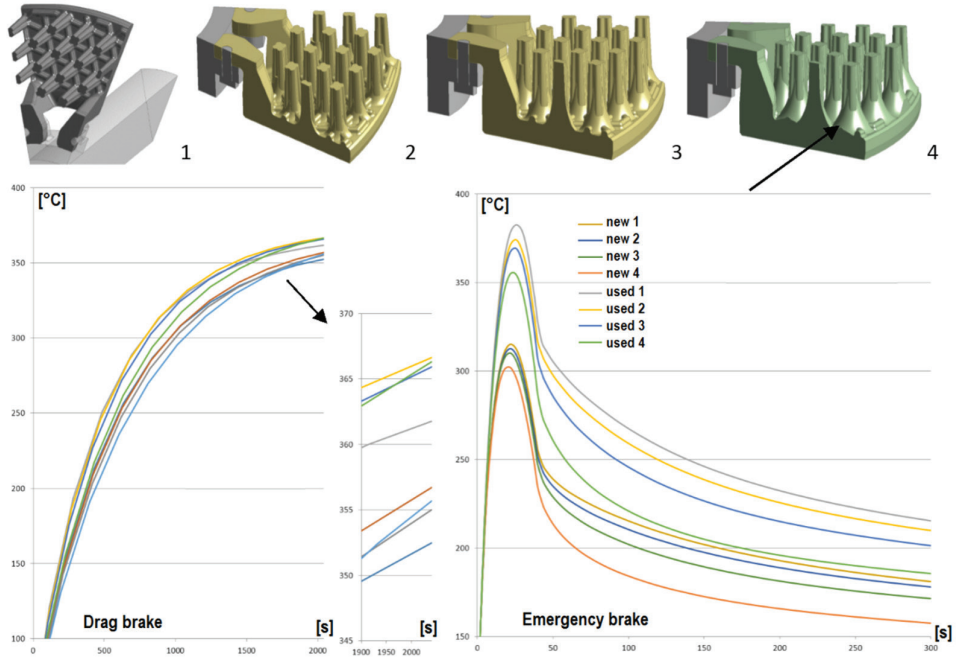 1
2
3
4
[°C]
400
350
300
250
200
150
100
0
500
1000
1500
2000
Drag brake
[s]
370
365
360
355
350
345
1900
1950
2000
[s]
[°C]
400
350
300
250
200
150
0
50
100
150
200
250
300
new 1
new 2
new 3
new 4
used 1
used 2
used 3
used 4
Emergency brake
[s]